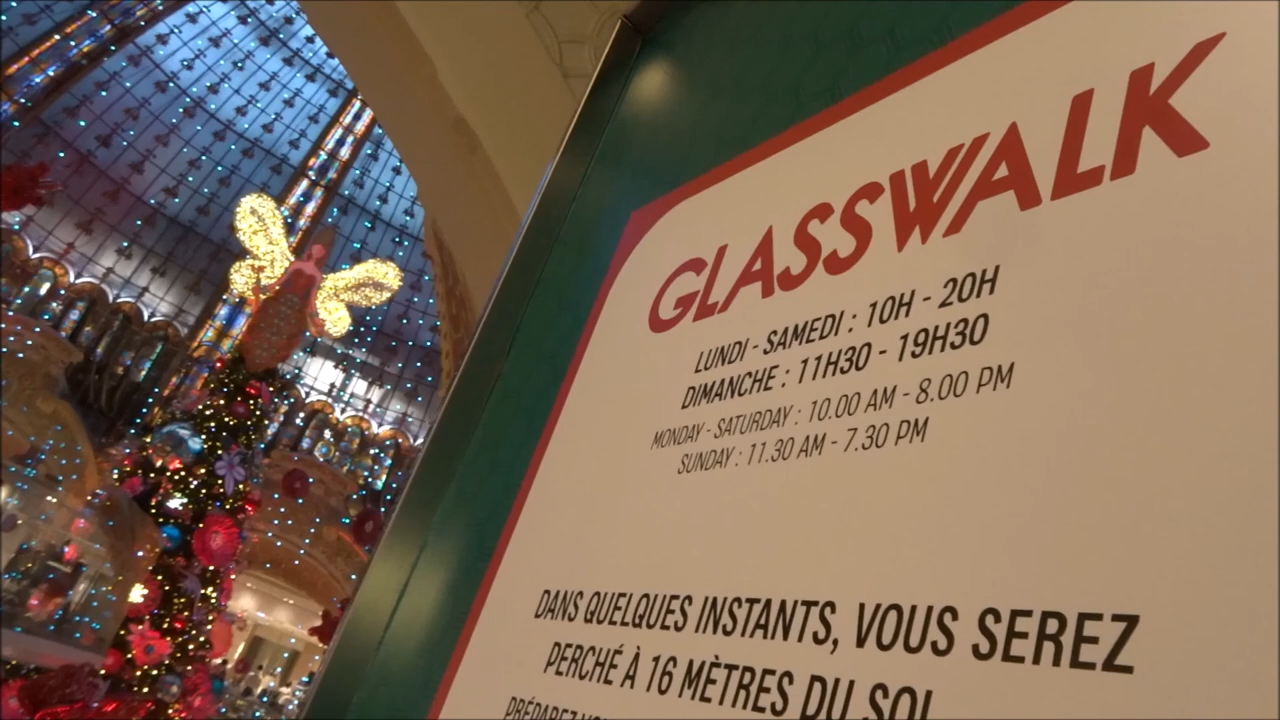 GLASSWALK
LUNDI - SAMEDI : 10H - 20H
DIMANCHE : 11H30 - 19H30
MONDAY - SATURDAY : 10.00 AM - 8.00 PM
SUNDAY : 11.30 AM - 7.30 PM
DANS QUELQUES INSTANTS, VOUS SEREZ
PERCHÉ À 16 MÈTRES DU SOL